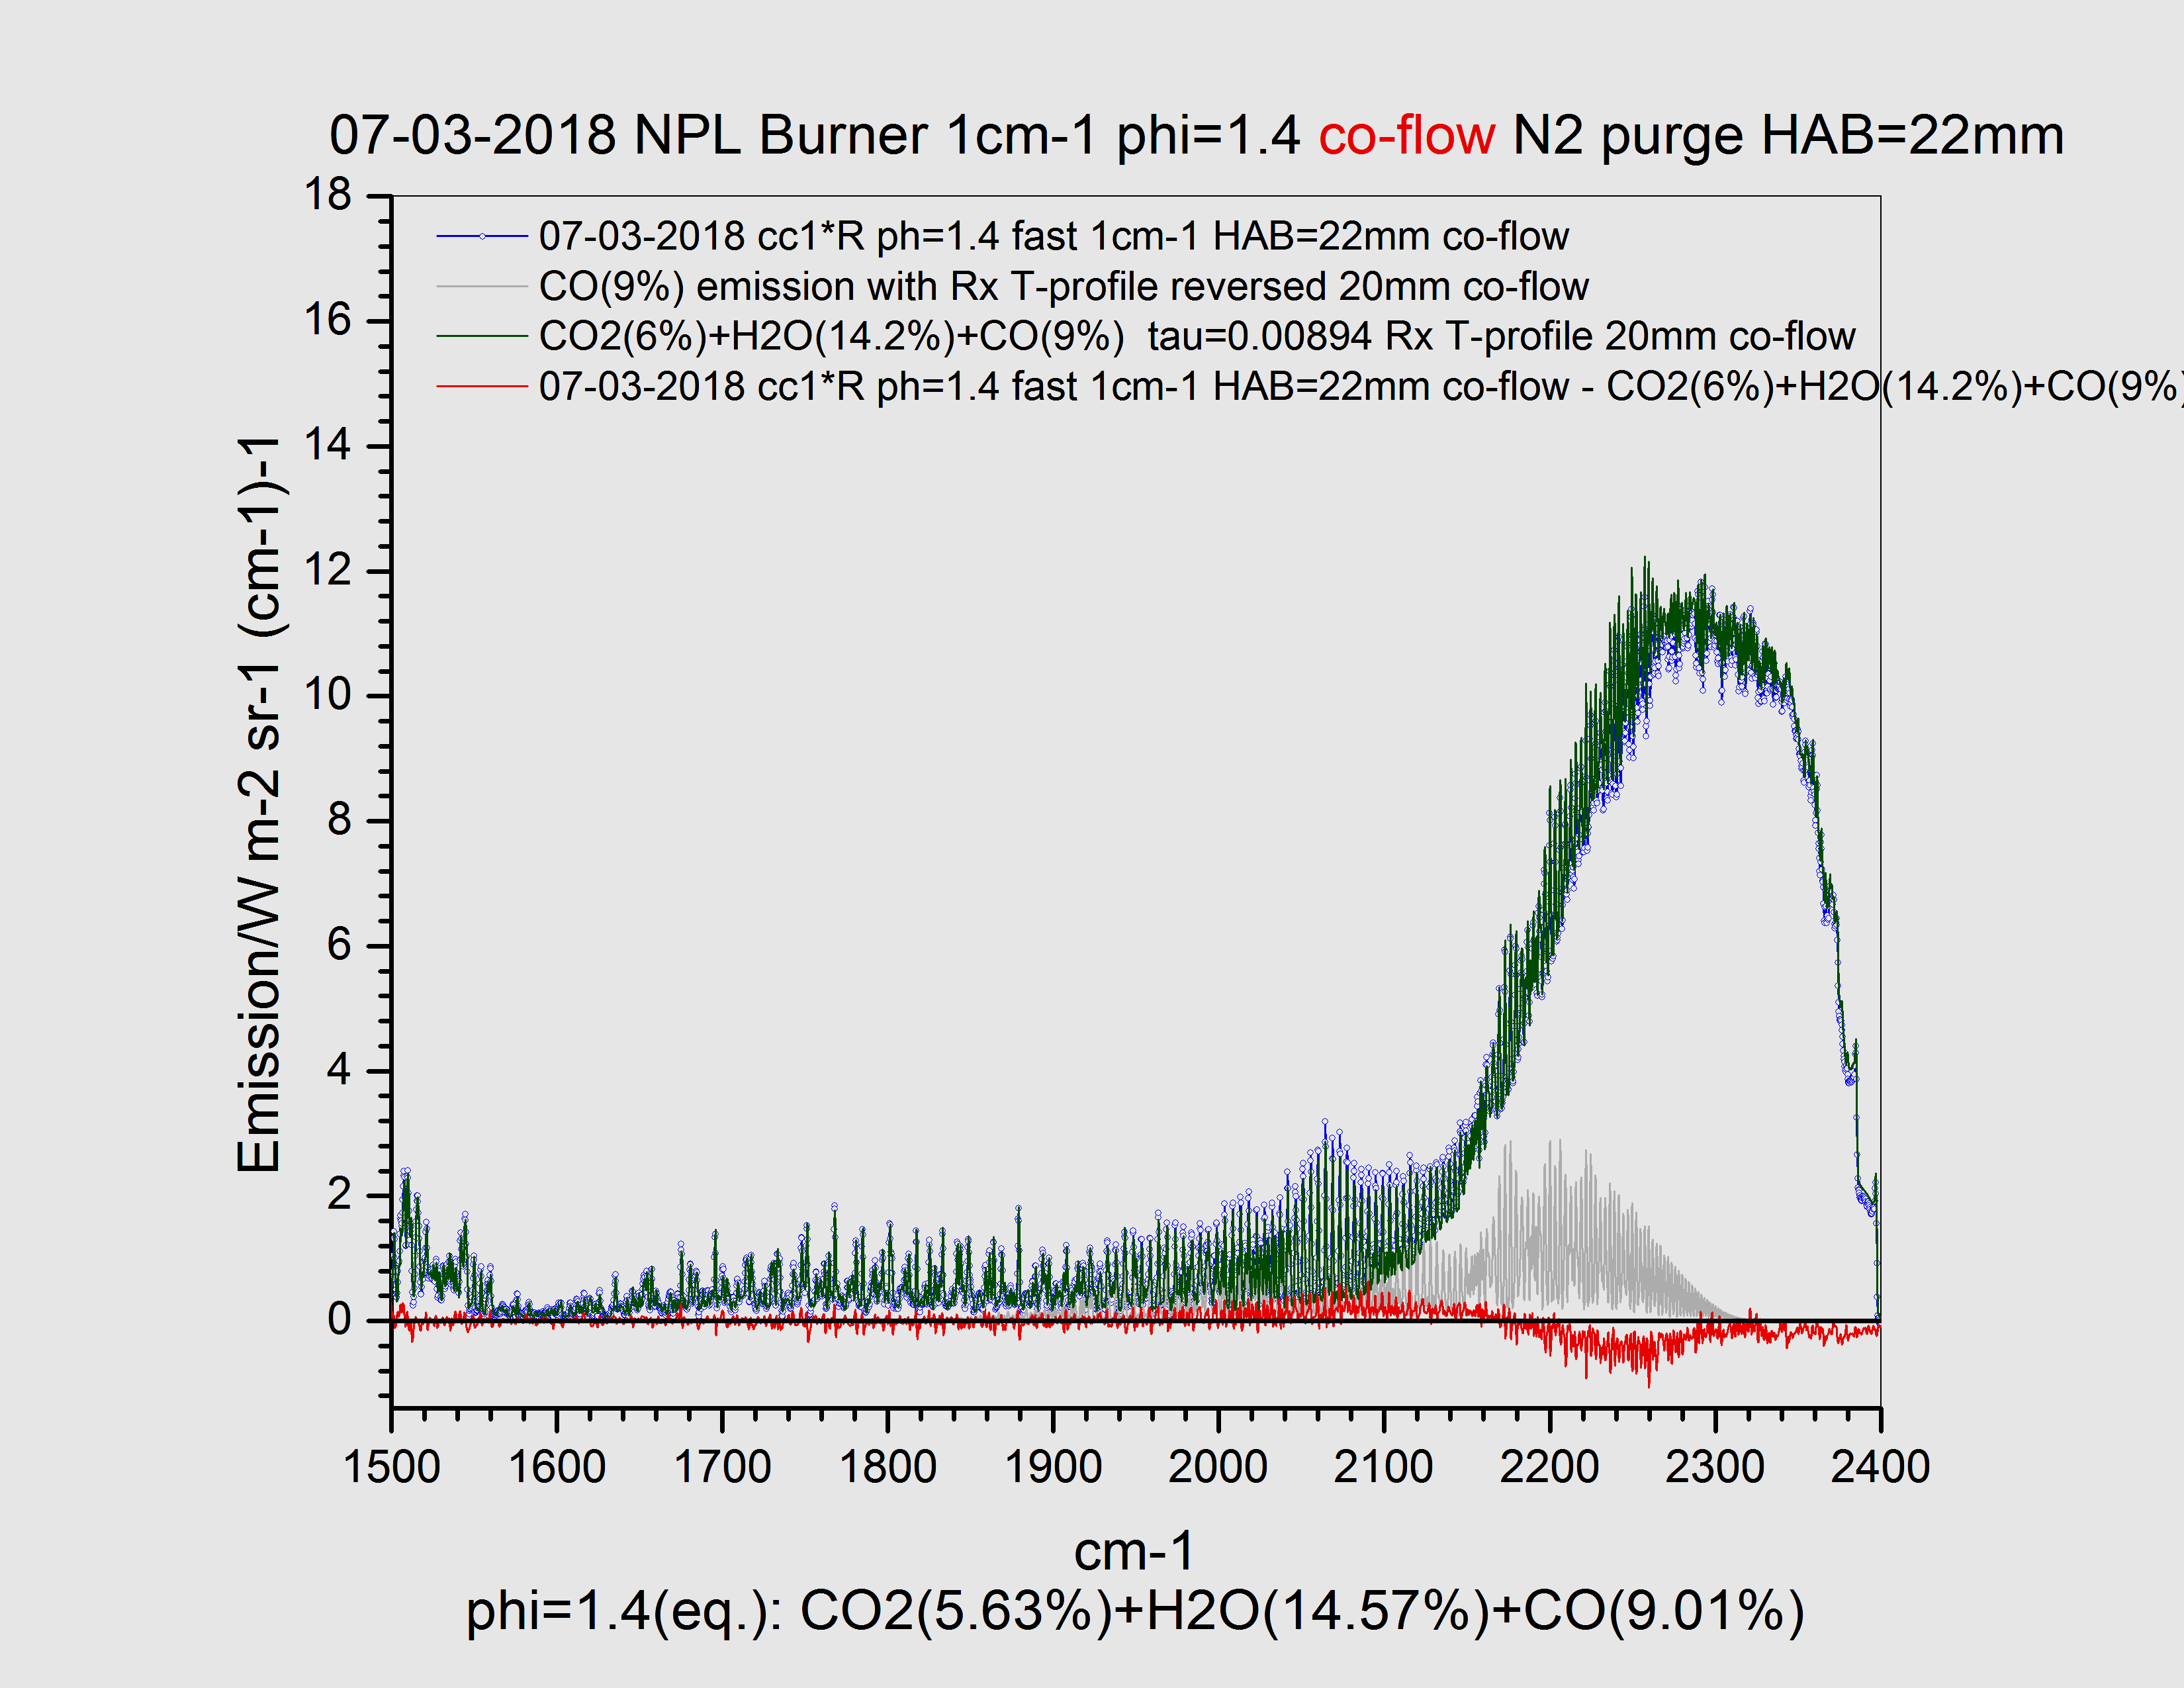 07-03-2018 NPL Burner 1cm-1 phi=1.4 co-flow N2 purge HAB=22mm
18
16
14
12
10
8
6
4
2
0
Emission/W m-2 sr-1 (cm-1)-1
07-03-2018 cc1*R ph=1.4 fast 1cm-1 HAB=22mm co-flow
CO(9%) emission with Rx T-profile reversed 20mm co-flow
CO2(6%)+H2O(14.2%)+CO(9%) tau=0.00894 Rx T-profile 20mm co-flow
07-03-2018 cc1*R ph=1.4 fast 1cm-1 HAB=22mm co-flow - CO2(6%)+H2O(14.2%)+CO(9%)
1500 1600 1700 1800 1900 2000 2100 2200 2300 2400
cm-1
phi=1.4(eq.): CO2(5.63%)+H2O(14.57%)+CO(9.01%)